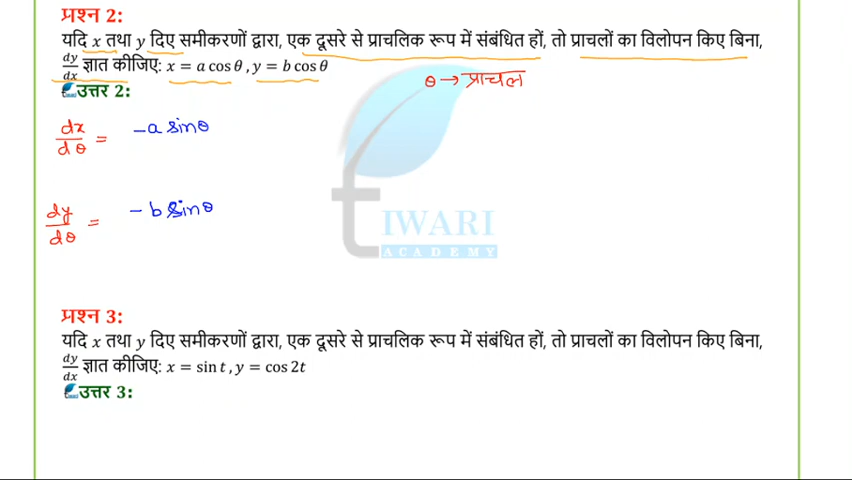 प्रश्न 2:
यदि x तथा y दिए समीकरणों द्वारा, एक दूसरे से प्राचलिक रूप में संबंधित हों, तो प्राचलों का विलोपन किए बिना,
dy/dx ज्ञात कीजिए: x = a cos θ , y = b cos θ
θ → प्राचल
उत्तर 2:
dx/dθ = -a sinθ
dy/dθ = -b sinθ
TIWARI
ACADEMY
प्रश्न 3:
यदि x तथा y दिए समीकरणों द्वारा, एक दूसरे से प्राचलिक रूप में संबंधित हों, तो प्राचलों का विलोपन किए बिना,
dy/dx ज्ञात कीजिए: x = sin t , y = cos 2t
उत्तर 3: